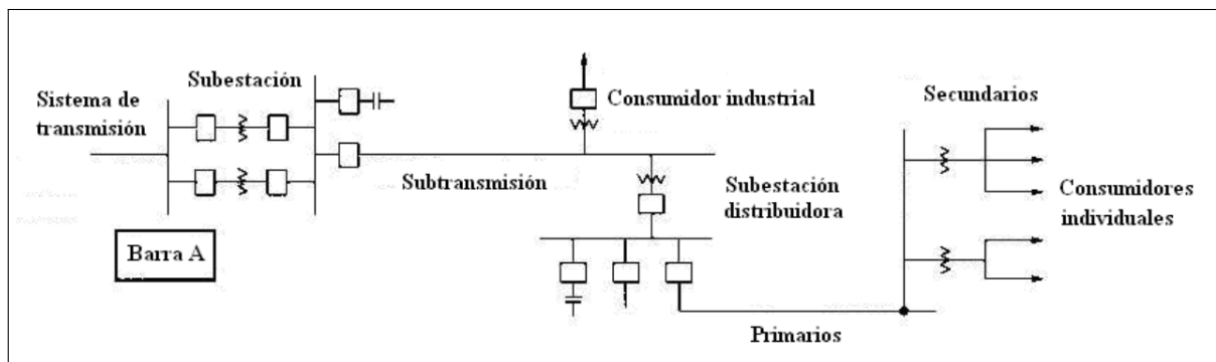 Sistema de
transmisión
Subestación
Barra A
Consumidor industrial
Subtransmisión
Subestación
distribuidora
Primarios
Secundarios
Consumidores
individuales